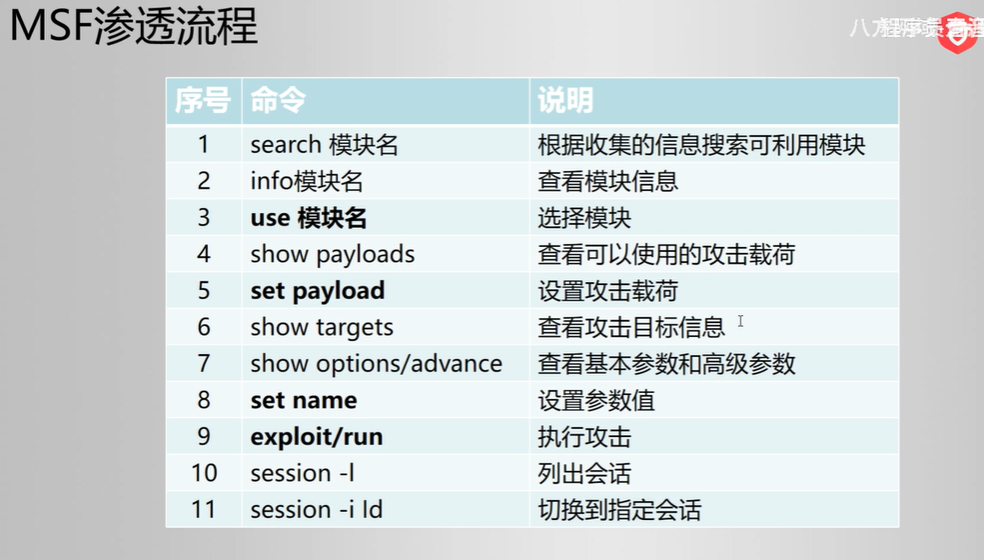 MSF渗透流程
序号 命令 说明
1 search 模块名 根据收集的信息搜索可利用模块
2 info模块名 查看模块信息
3 use 模块名 选择模块
4 show payloads 查看可以使用的攻击载荷
5 set payload 设置攻击载荷
6 show targets 查看攻击目标信息
7 show options/advance 查看基本参数和高级参数
8 set name 设置参数值
9 exploit/run 执行攻击
10 session -l 列出会话
11 session -i Id 切换到指定会话